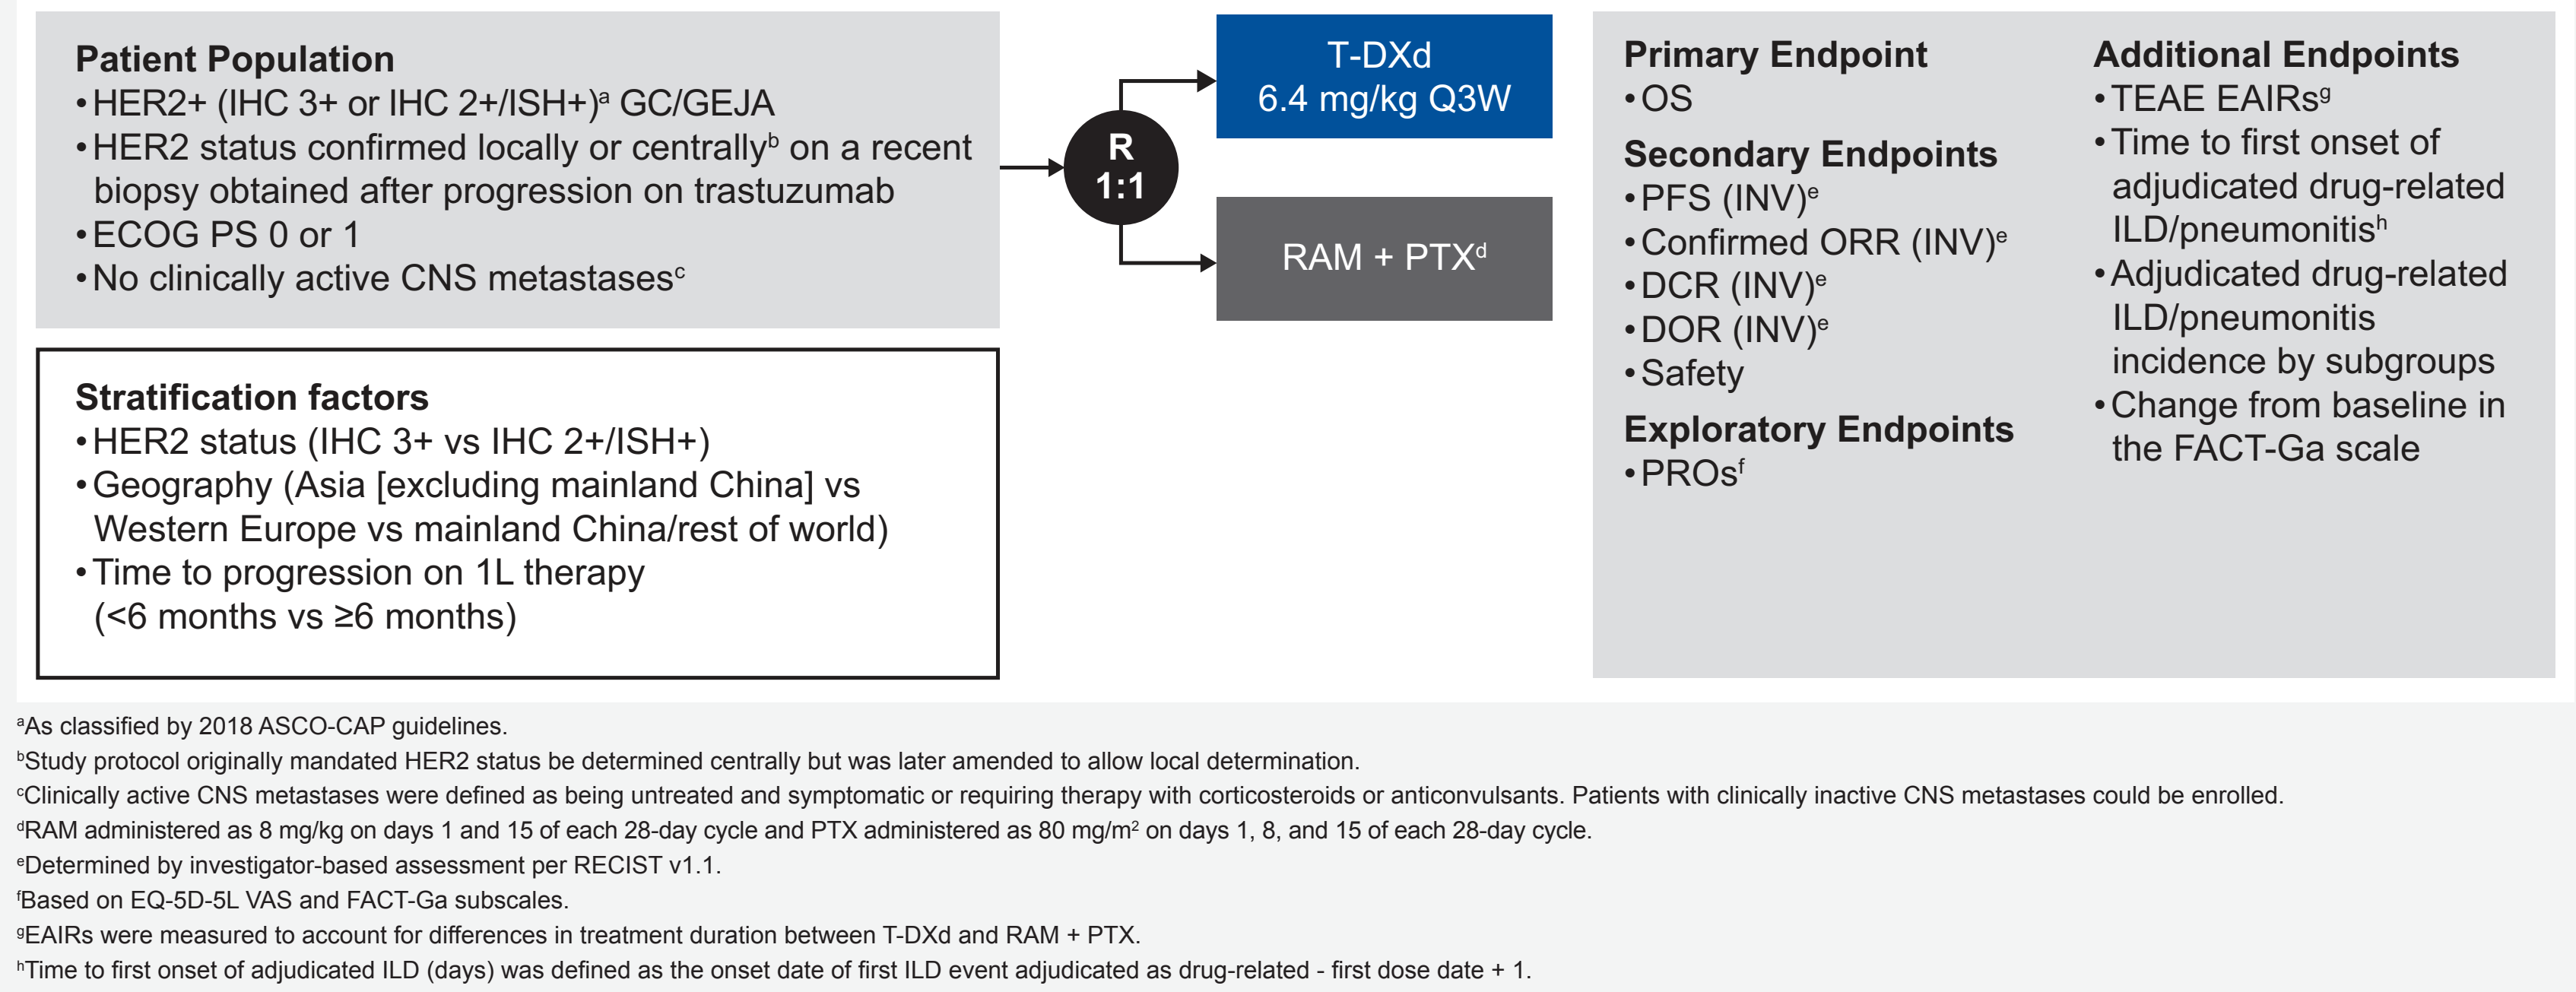 Patient Population
•HER2+ (IHC 3+ or IHC 2+/ISH+)ᵃ GC/GEJA
•HER2 status confirmed locally or centrallyᵇ on a recent
biopsy obtained after progression on trastuzumab
•ECOG PS 0 or 1
•No clinically active CNS metastasesᶜ
Stratification factors
•HER2 status (IHC 3+ vs IHC 2+/ISH+)
•Geography (Asia [excluding mainland China] vs
Western Europe vs mainland China/rest of world)
•Time to progression on 1L therapy
(<6 months vs ≥6 months)
R
1:1
T-DXd
6.4 mg/kg Q3W
RAM + PTXᵈ
Primary Endpoint
•OS
Secondary Endpoints
•PFS (INV)ᵉ
•Confirmed ORR (INV)ᵉ
•DCR (INV)ᵉ
•DOR (INV)ᵉ
•Safety
Exploratory Endpoints
•PROsᶠ
Additional Endpoints
•TEAE EAIRsᵍ
•Time to first onset of
adjudicated drug-related
ILD/pneumonitisʰ
•Adjudicated drug-related
ILD/pneumonitis
incidence by subgroups
•Change from baseline in
the FACT-Ga scale
ᵃAs classified by 2018 ASCO-CAP guidelines.
ᵇStudy protocol originally mandated HER2 status be determined centrally but was later amended to allow local determination.
ᶜClinically active CNS metastases were defined as being untreated and symptomatic or requiring therapy with corticosteroids or anticonvulsants. Patients with clinically inactive CNS metastases could be enrolled.
ᵈRAM administered as 8 mg/kg on days 1 and 15 of each 28-day cycle and PTX administered as 80 mg/m² on days 1, 8, and 15 of each 28-day cycle.
ᵉDetermined by investigator-based assessment per RECIST v1.1.
ᶠBased on EQ-5D-5L VAS and FACT-Ga subscales.
ᵍEAIRs were measured to account for differences in treatment duration between T-DXd and RAM + PTX.
ʰTime to first onset of adjudicated ILD (days) was defined as the onset date of first ILD event adjudicated as drug-related - first dose date + 1.